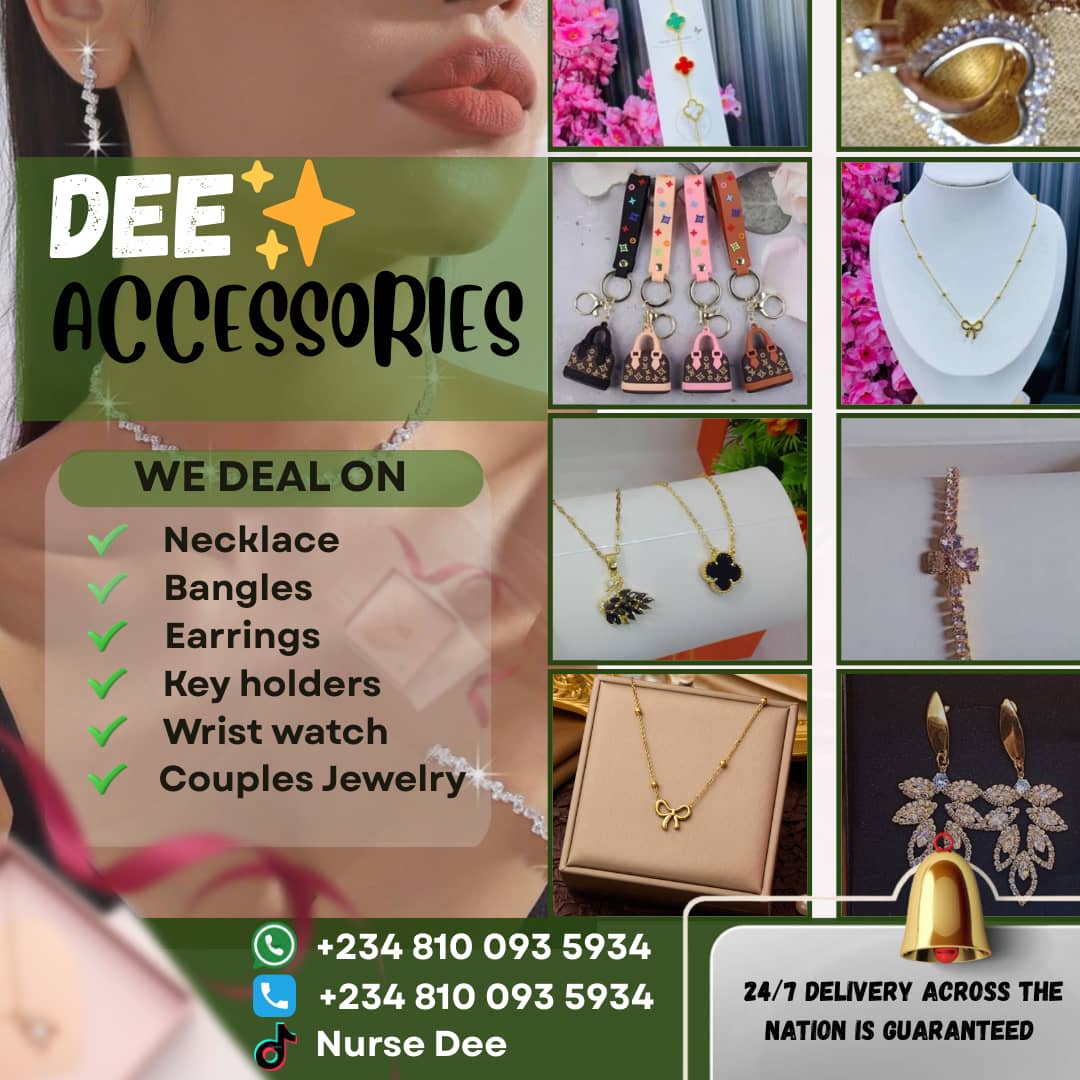 DEE
ACCESSORIES
WE DEAL ON
Necklace
Bangles
Earrings
Key holders
Wrist watch
Couples Jewelry
+234 810 093 5934
+234 810 093 5934
Nurse Dee
24/7 DELIVERY ACROSS THE
NATION IS GUARANTEED